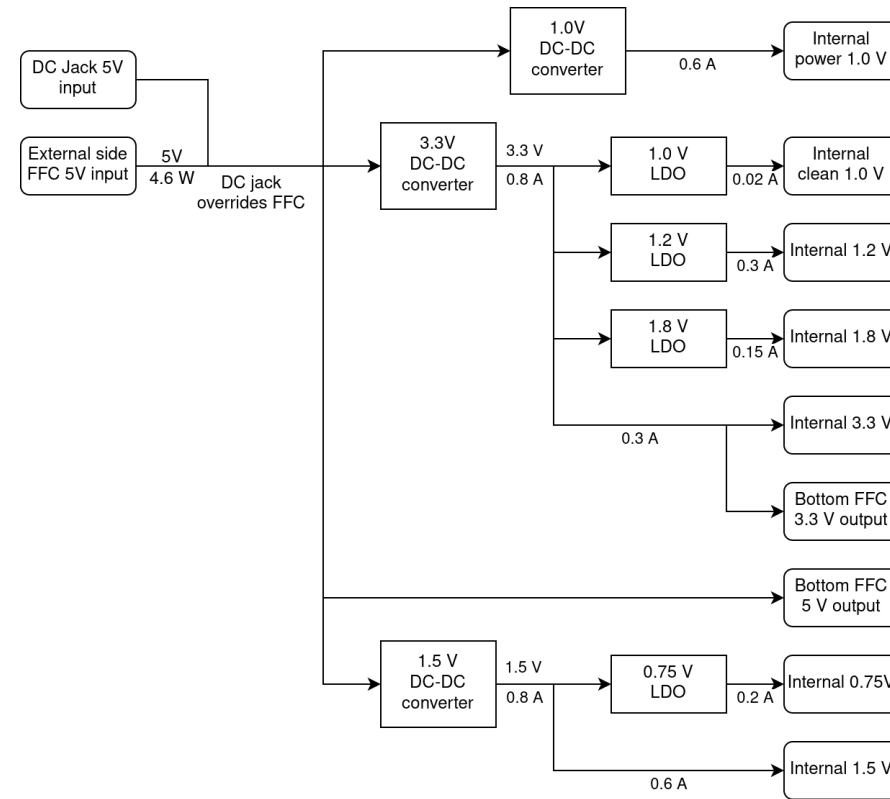 1.0V
DC-DC
converter
0.6 A
Internal
power 1.0 V
DC Jack 5V
input
External side
FFC 5V input
5V
4.6 W
DC jack
overrides FFC
3.3V
DC-DC
converter
3.3 V
0.8 A
1.0 V
LDO
0.02 A
Internal
clean 1.0 V
1.2 V
LDO
0.3 A
Internal 1.2 V
1.8 V
LDO
0.15 A
Internal 1.8 V
0.3 A
Internal 3.3 V
Bottom FFC
3.3 V output
Bottom FFC
5 V output
1.5 V
DC-DC
converter
1.5 V
0.8 A
0.75 V
LDO
0.2 A
Internal 0.75V
0.6 A
Internal 1.5 V